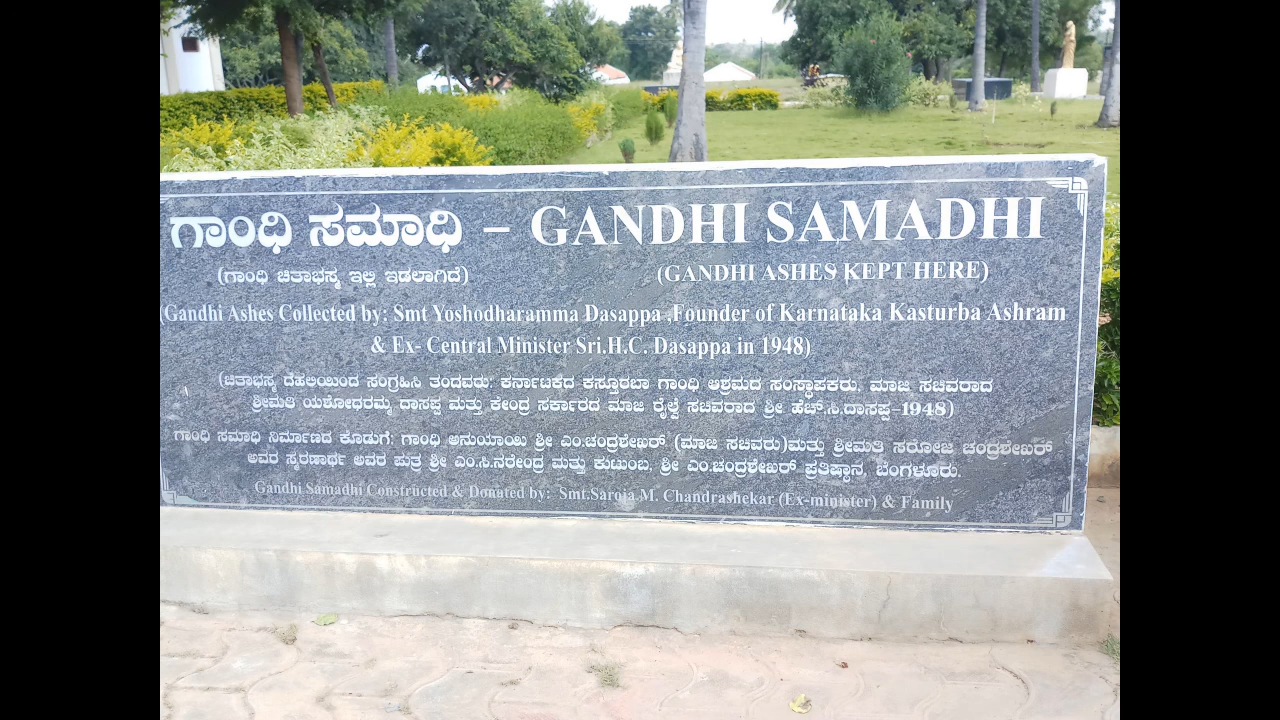 ಗಾಂಧಿ ಸಮಾಧಿ – GANDHI SAMADHI
(ಗಾಂಧಿ ಚಿತಾಭಸ್ಮ ಇಲ್ಲಿ ಇಡಲಾಗಿದೆ) (GANDHI ASHES KEPT HERE)
(Gandhi Ashes Collected by: Smt Yoshodharamma Dasappa ,Founder of Karnataka Kasturba Ashram
& Ex- Central Minister Sri.H.C. Dasappa in 1948)
(ಚಿತಾಭಸ್ಮ ದೆಹಲಿಯಿಂದ ಸಂಗ್ರಹಿಸಿ ತಂದವರು: ಕರ್ನಾಟಕದ ಕಸ್ತೂರಬಾ ಗಾಂಧಿ ಆಶ್ರಮದ ಸಂಸ್ಥಾಪಕರು, ಮಾಜಿ ಸಚಿವರಾದ
ಶ್ರೀಮತಿ ಯಶೋಧರಮ್ಮ ದಾಸಪ್ಪ ಮತ್ತು ಕೇಂದ್ರ ಸರ್ಕಾರದ ಮಾಜಿ ರೈಲ್ವೆ ಸಚಿವರಾದ ಶ್ರೀ ಹೆಚ್.ಸಿ.ದಾಸಪ್ಪ-1948)
ಗಾಂಧಿ ಸಮಾಧಿ ನಿರ್ಮಾಣದ ಕೊಡುಗೆ: ಗಾಂಧಿ ಅನುಯಾಯಿ ಶ್ರೀ ಎಂ.ಚಂದ್ರಶೇಖರ್ (ಮಾಜಿ ಸಚಿವರು)ಮತ್ತು ಶ್ರೀಮತಿ ಸರೋಜ ಚಂದ್ರಶೇಖರ್
ಅವರ ಸ್ಮರಣಾರ್ಥ ಅವರ ಪುತ್ರ ಶ್ರೀ ಎಂ.ಸಿ.ನರೇಂದ್ರ ಮತ್ತು ಕುಟುಂಬ, ಶ್ರೀ ಎಂ.ಚಂದ್ರಶೇಖರ್ ಪ್ರತಿಷ್ಠಾನ, ಬೆಂಗಳೂರು.
Gandhi Samadhi Constructed & Donated by: Smt.Saroja M. Chandrashekar (Ex-minister) & Family